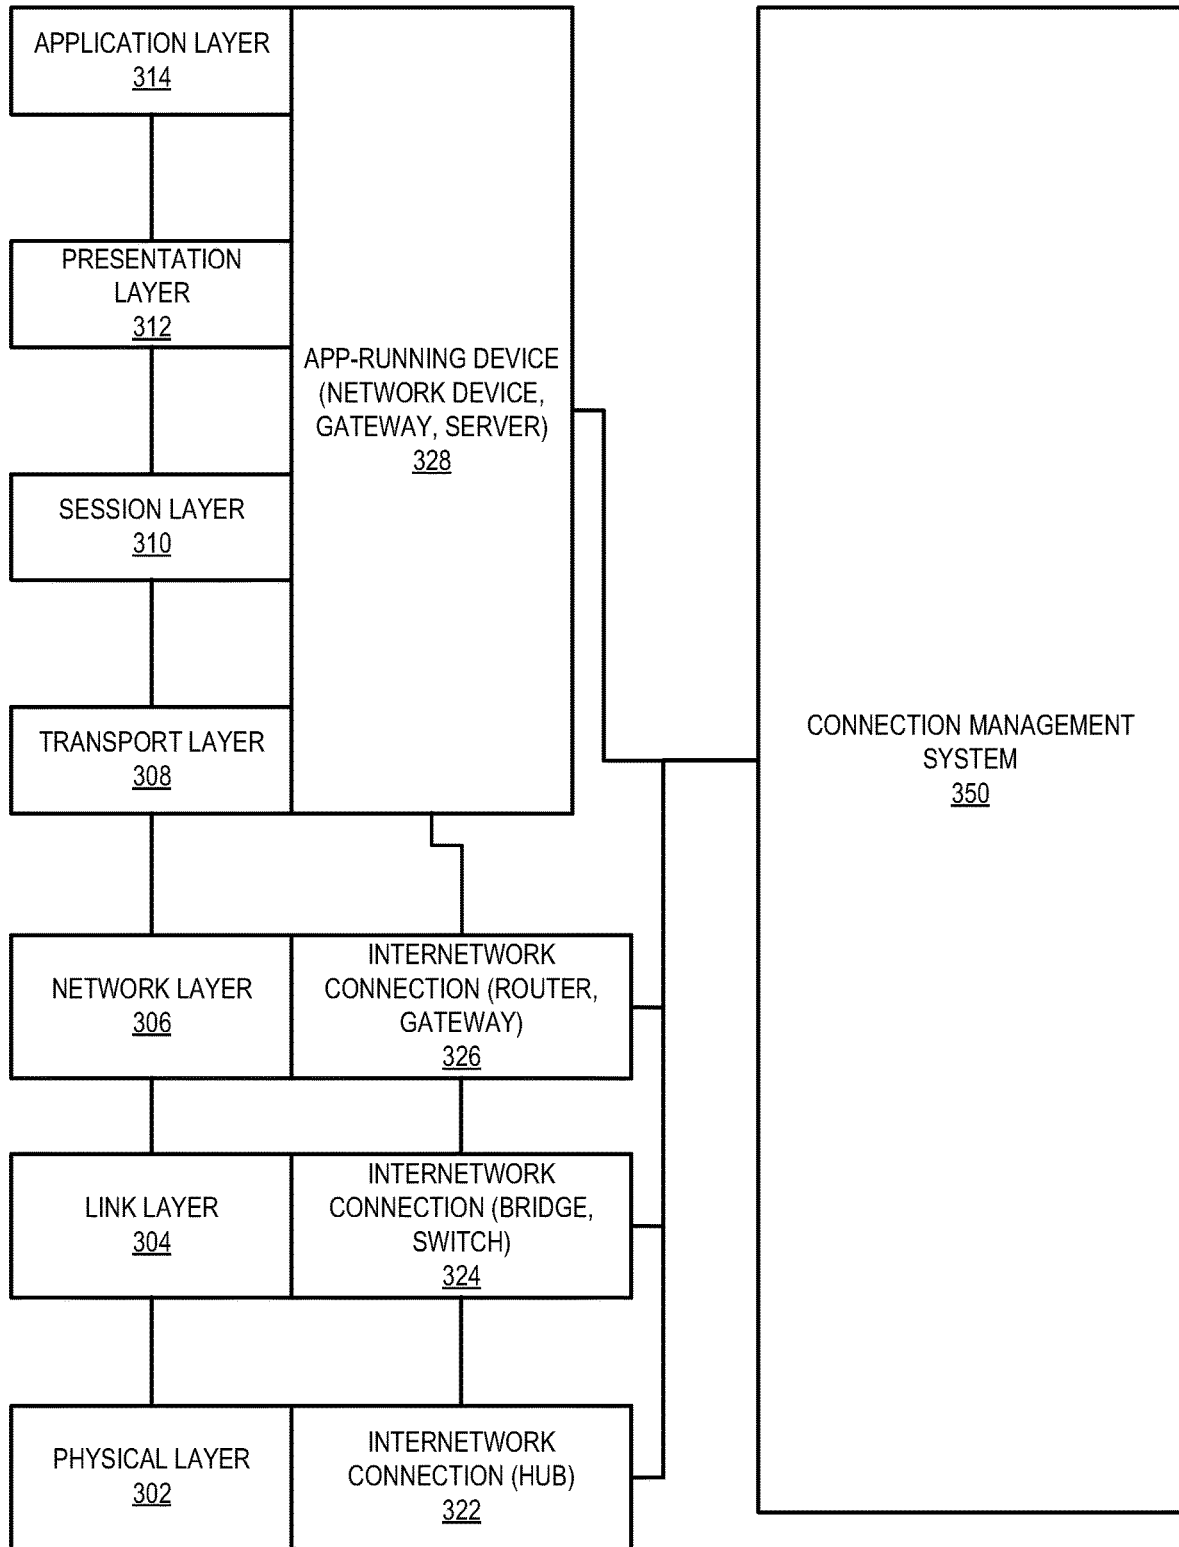 APPLICATION LAYER
314
PRESENTATION
LAYER
312
APP-RUNNING DEVICE
(NETWORK DEVICE,
GATEWAY, SERVER)
328
SESSION LAYER
310
TRANSPORT LAYER
308
CONNECTION MANAGEMENT
SYSTEM
350
NETWORK LAYER
306
INTERNETWORK
CONNECTION (ROUTER,
GATEWAY)
326
LINK LAYER
304
INTERNETWORK
CONNECTION (BRIDGE,
SWITCH)
324
PHYSICAL LAYER
302
INTERNETWORK
CONNECTION (HUB)
322